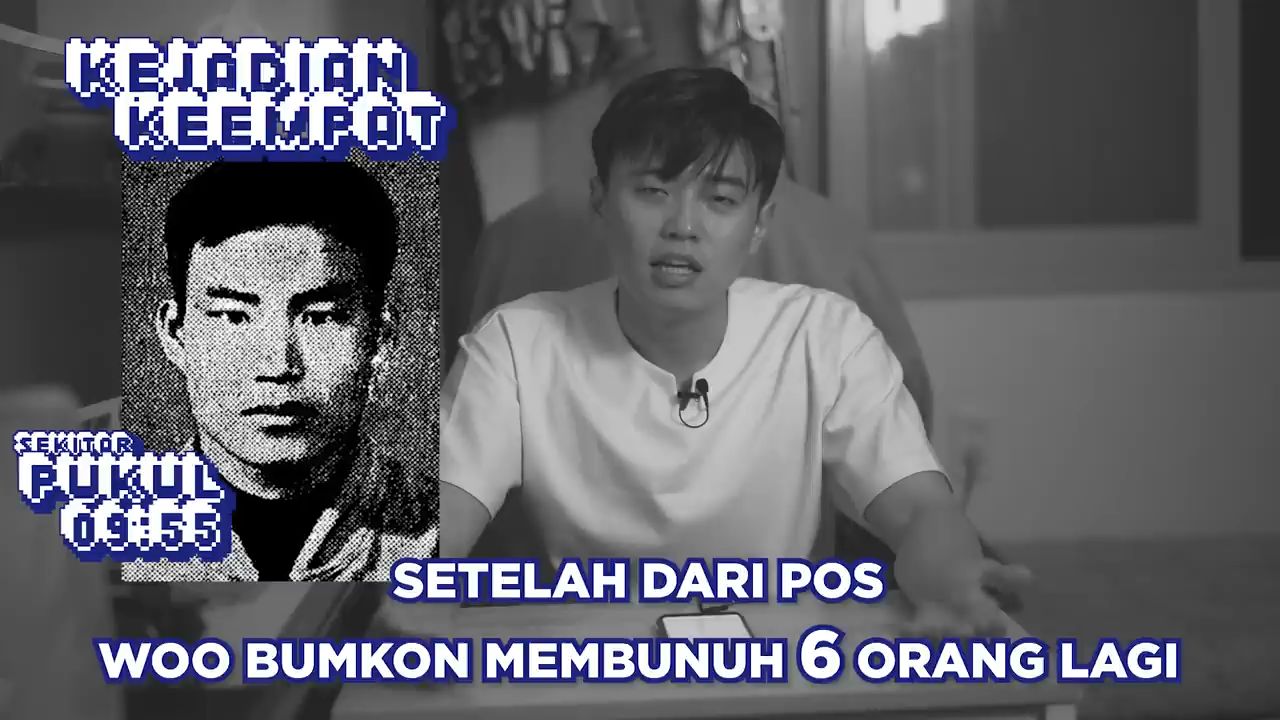 KEJADIAN
KEEMPAT
SEKITAR
PUKUL
09:55
SETELAH DARI POS
WOO BUMKON MEMBUNUH 6 ORANG LAGI